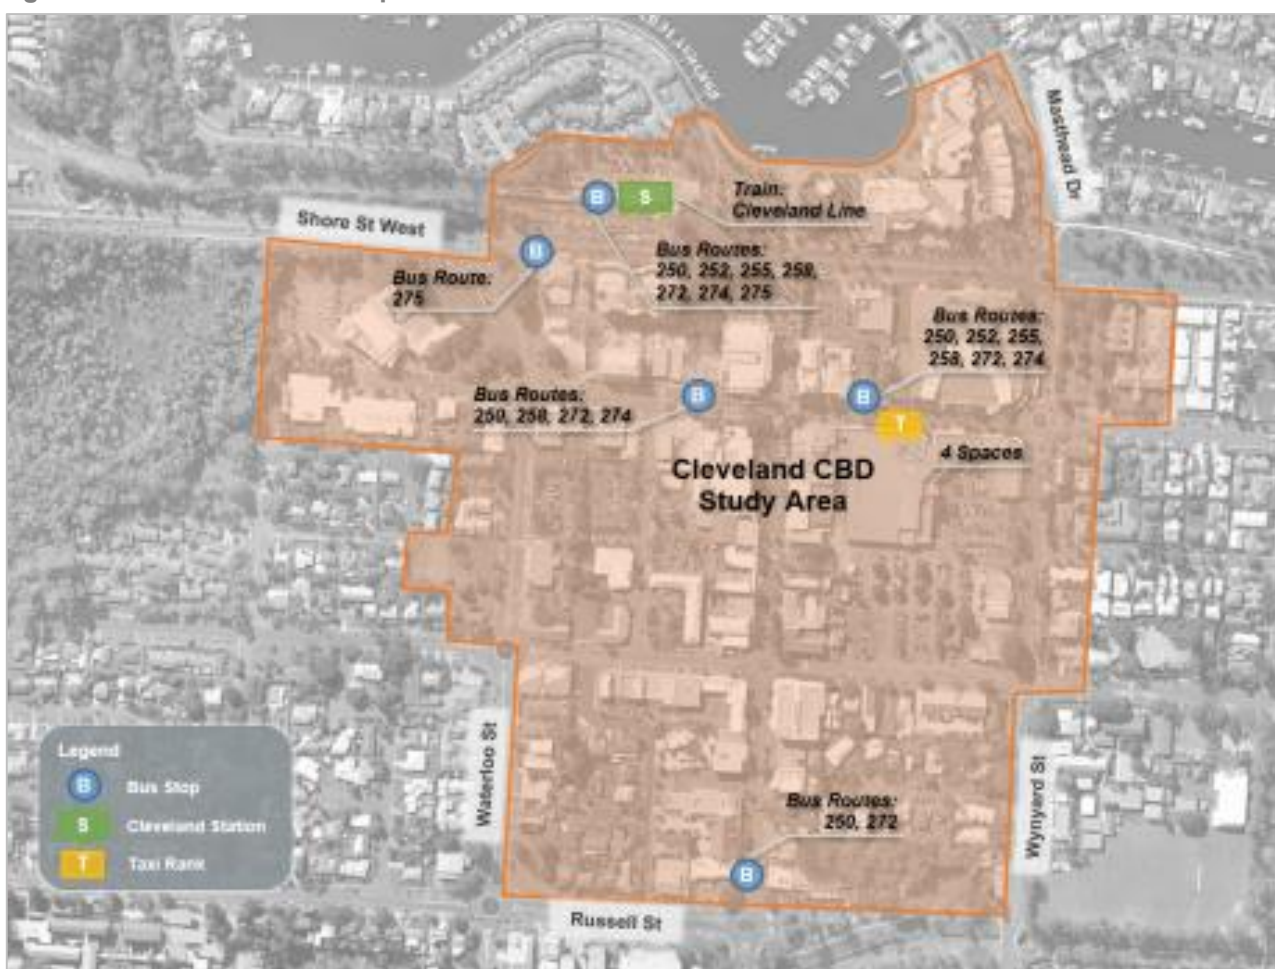 Shore St West
Masthead Dr
Train:
Cleveland Line
Bus Routes:
250, 252, 255, 258,
272, 274, 275
Bus Route:
275
Bus Routes:
250, 252, 255,
258, 272, 274
Bus Routes:
250, 258, 272, 274
4 Spaces
Cleveland CBD
Study Area
B
S
B
B
B
T
Waterloo St
Wynyard St
Bus Routes:
250, 272
B
Russell St
Legend
B Bus Stop
S Cleveland Station
T Taxi Rank